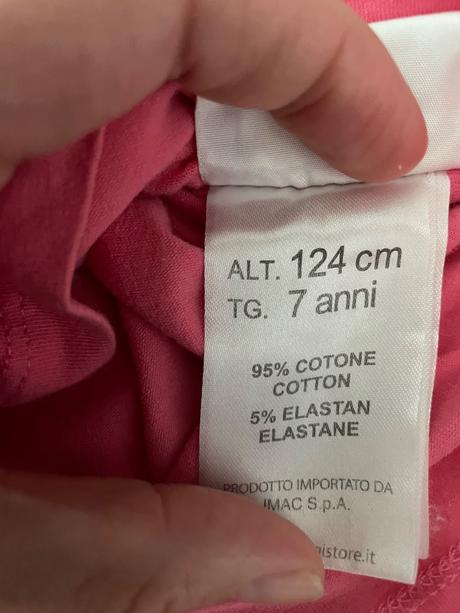 ALT. 124 cm
TG. 7 anni
95% COTONE
COTTON
5% ELASTAN
ELASTANE
PRODOTTO IMPORTATO DA
IMAC S.p.A.